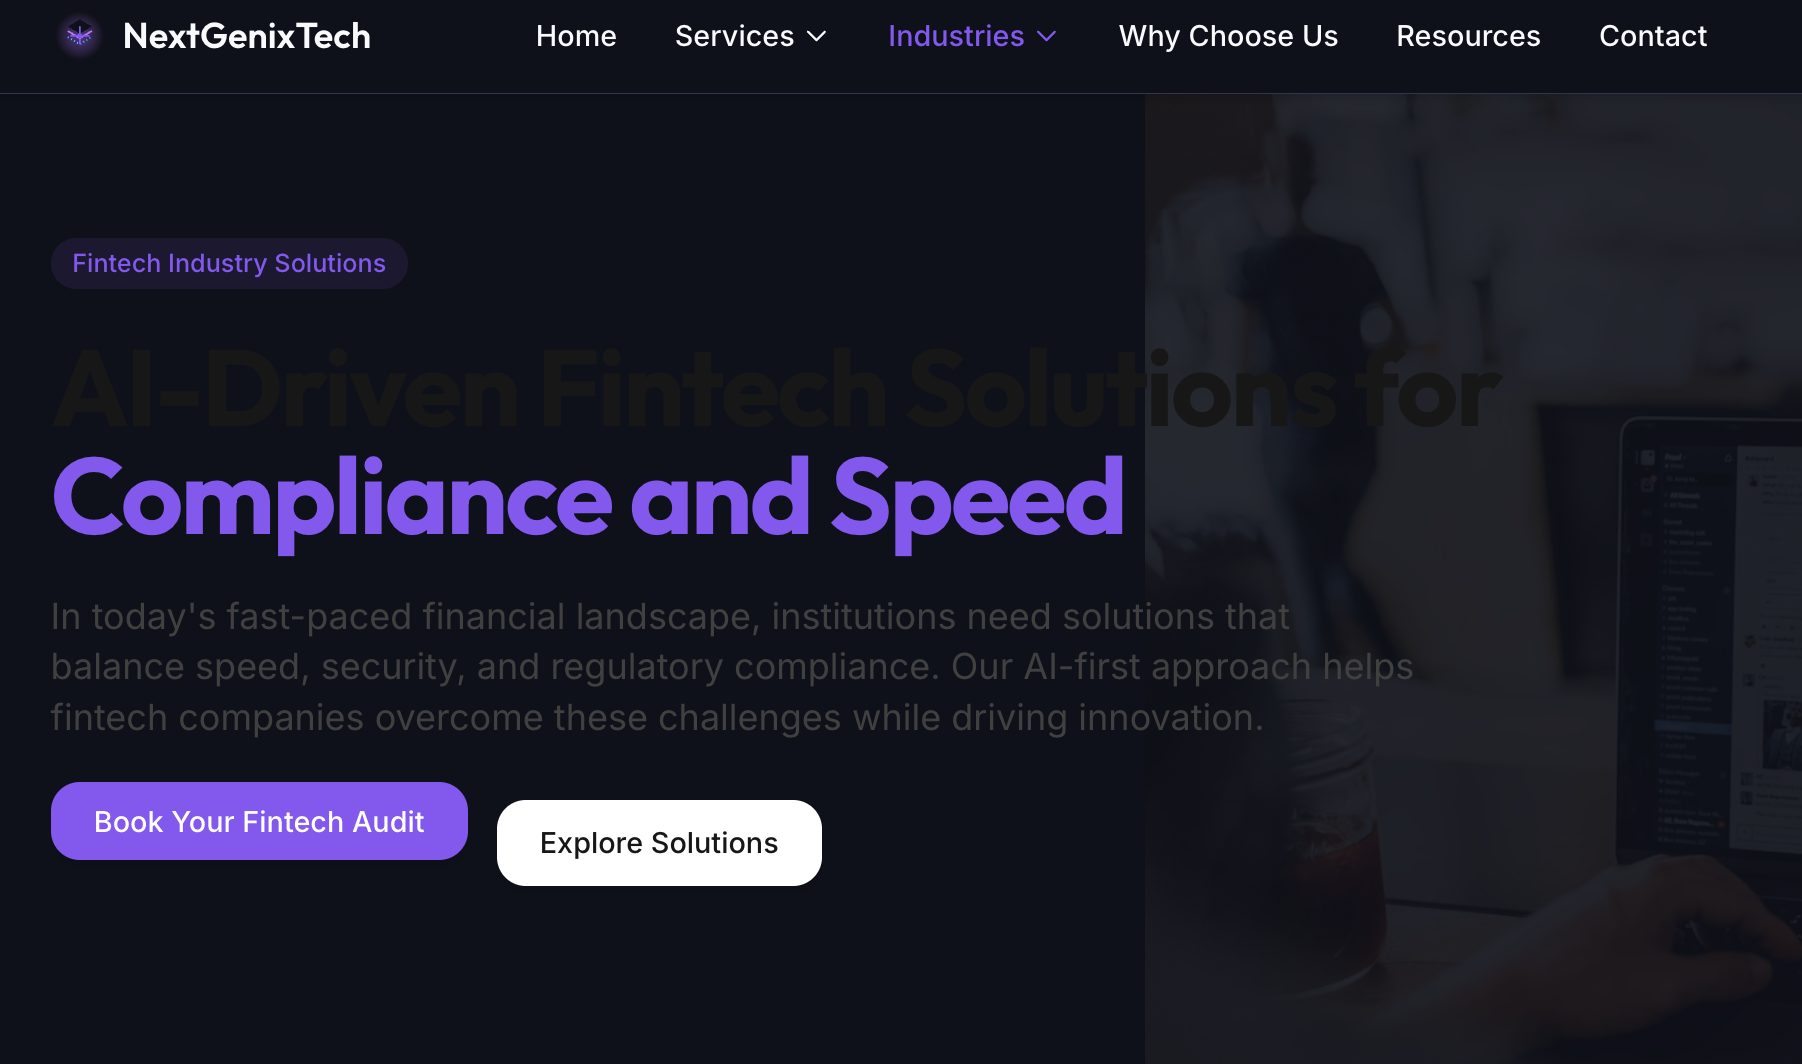 NextGenixTech
Home
Services
Industries
Why Choose Us
Resources
Contact
Fintech Industry Solutions
AI-Driven Fintech Solutions for
Compliance and Speed
In today's fast-paced financial landscape, institutions need solutions that
balance speed, security, and regulatory compliance. Our AI-first approach helps
fintech companies overcome these challenges while driving innovation.
Book Your Fintech Audit
Explore Solutions